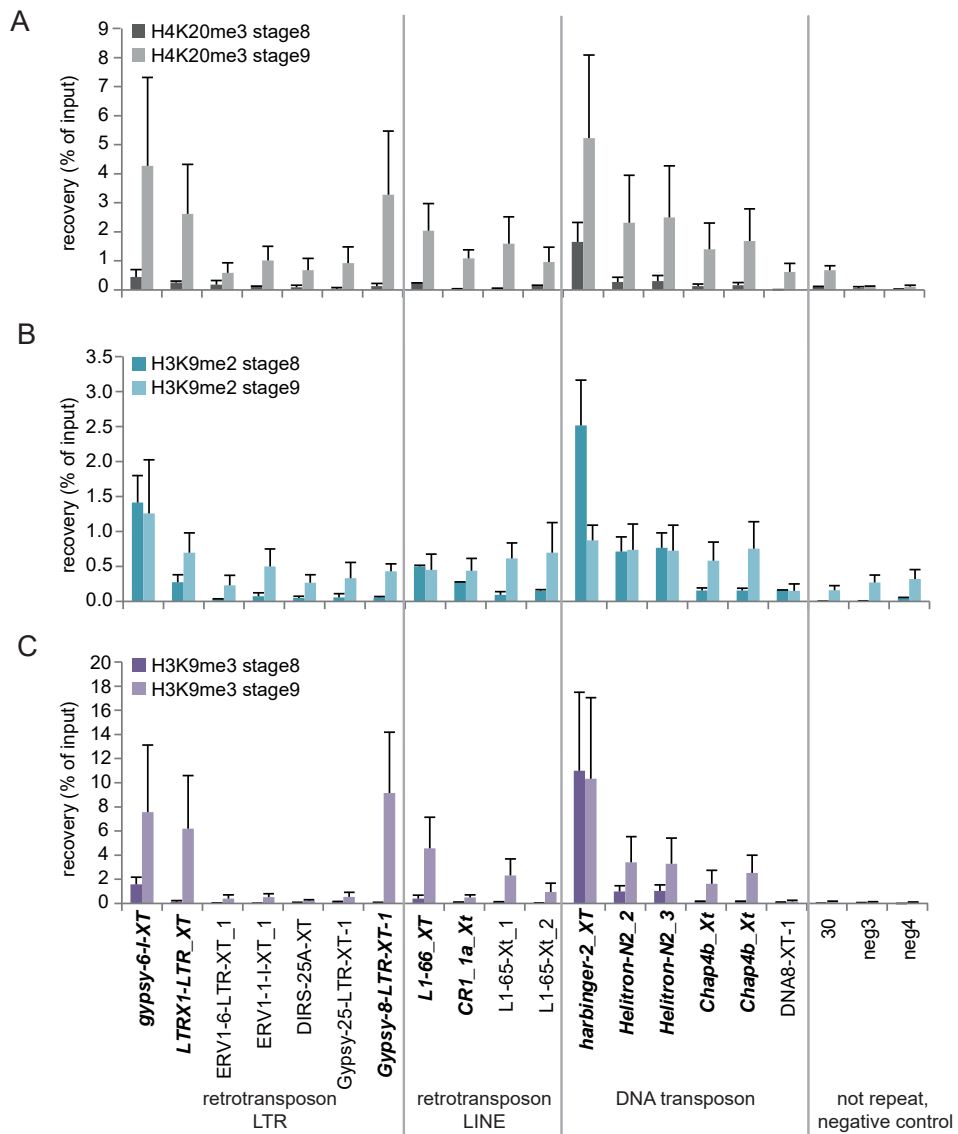 A
H4K20me3 stage8
H4K20me3 stage9
recovery (% of input)
9
8
7
6
5
4
3
2
1
0
B
H3K9me2 stage8
H3K9me2 stage9
recovery (% of input)
3.5
3.0
2.5
2.0
1.5
1.0
0.5
0.0
C
H3K9me3 stage8
H3K9me3 stage9
recovery (% of input)
20
18
16
14
12
10
8
6
4
2
0
gypsy-6-I-XT
LTRX1-LTR_XT
ERV1-6-LTR-XT_1
ERV1-1-I-XT_1
DIRS-25A-XT
Gypsy-25-LTR-XT-1
Gypsy-8-LTR-XT-1
L1-66_XT
CR1_1a_Xt
L1-65-Xt_1
L1-65-Xt_2
harbinger-2_XT
Helitron-N2_2
Helitron-N2_3
Chap4b_Xt
Chap4b_Xt
DNA8-XT-1
30
neg3
neg4
retrotransposon
LTR
retrotransposon
LINE
DNA transposon
not repeat,
negative control